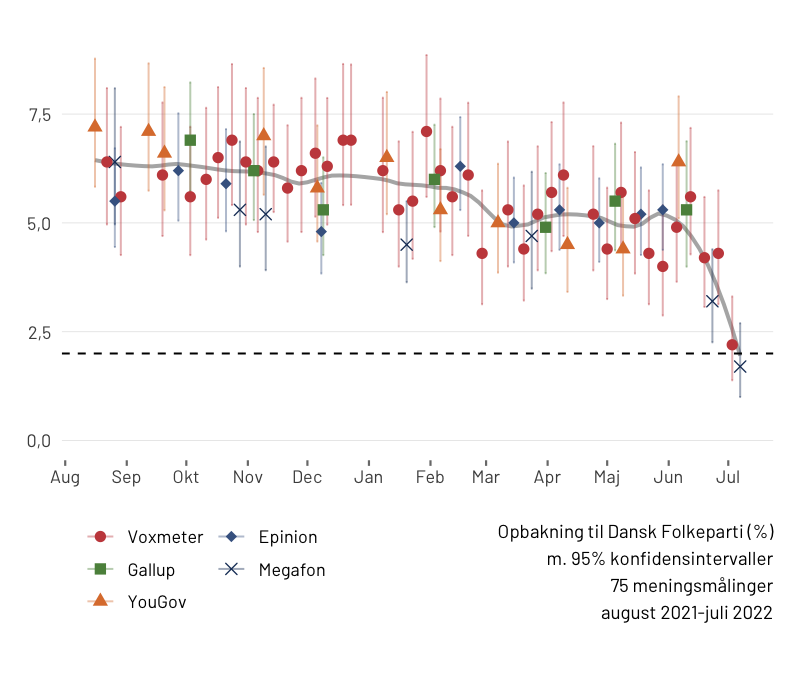 7,5
5,0
2,5
0,0
Aug Sep Okt Nov Dec Jan Feb Mar Apr Maj Jun Jul
Voxmeter Epinion
Gallup Megafon
YouGov
Opbakning til Dansk Folkeparti (%)
m. 95% konfidensintervaller
75 meningsmålinger
august 2021-juli 2022